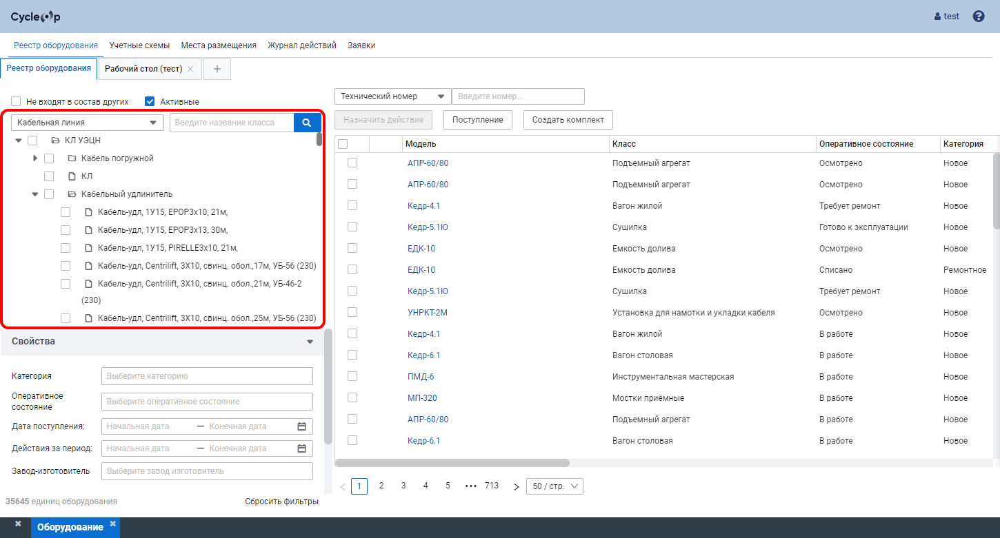 CycleOp
test
Реестр оборудования Учетные схемы Места размещения Журнал действий Заявки
Реестр оборудования Рабочий стол (тест)
Не входят в состав других Активные
Кабельная линия Введите название класса
КЛ УЭЦН
Кабель погружной
КЛ
Кабельный удлинитель
Кабель-удл, 1У15, EPOP3x10, 21м,
Кабель-удл, 1У15, EPOP3x13, 30м,
Кабель-удл, 1У15, PIRELLE3x10, 21м,
Кабель-удл, Centrilift, 3X10, свинц. обол.,17м, УБ-56 (230)
Кабель-удл, Centrilift, 3X10, свинц. обол.,21м, УБ-46-2
(230)
Кабель-удл, Centrilift, 3X10, свинц. обол.,25м, УБ-56 (230)
Свойства
Категория Выберите категорию
Оперативное
состояние Выберите оперативное состояние
Дата поступления: Начальная дата — Конечная дата
Действия за период: Начальная дата — Конечная дата
Завод-изготовитель Выберите завод изготовитель
35645 единиц оборудования Сбросить фильтры
Технический номер Введите номер...
Назначить действие Поступление Создать комплект
Модель Класс Оперативное состояние Категория
АПР-60/80 Подъемный агрегат Осмотрено Новое
АПР-60/80 Подъемный агрегат Осмотрено Новое
Кедр-4.1 Вагон жилой Требует ремонт Новое
Кедр-5.1Ю Сушилка Готово к эксплуатации Новое
ЕДК-10 Емкость долива Осмотрено Новое
ЕДК-10 Емкость долива Списано Ремонтное
Кедр-5.1Ю Сушилка Требует ремонт Новое
УНРКТ-2М Установка для намотки и укладки кабеля Осмотрено Новое
Кедр-4.1 Вагон жилой В работе Новое
Кедр-6.1 Вагон столовая В работе Новое
ПМД-6 Инструментальная мастерская В работе Новое
МП-320 Мостки приёмные В работе Новое
АПР-60/80 Подъемный агрегат В работе Новое
Кедр-6.1 Вагон столовая В работе Новое
1 2 3 4 5 ••• 713 50 / стр.
Оборудование